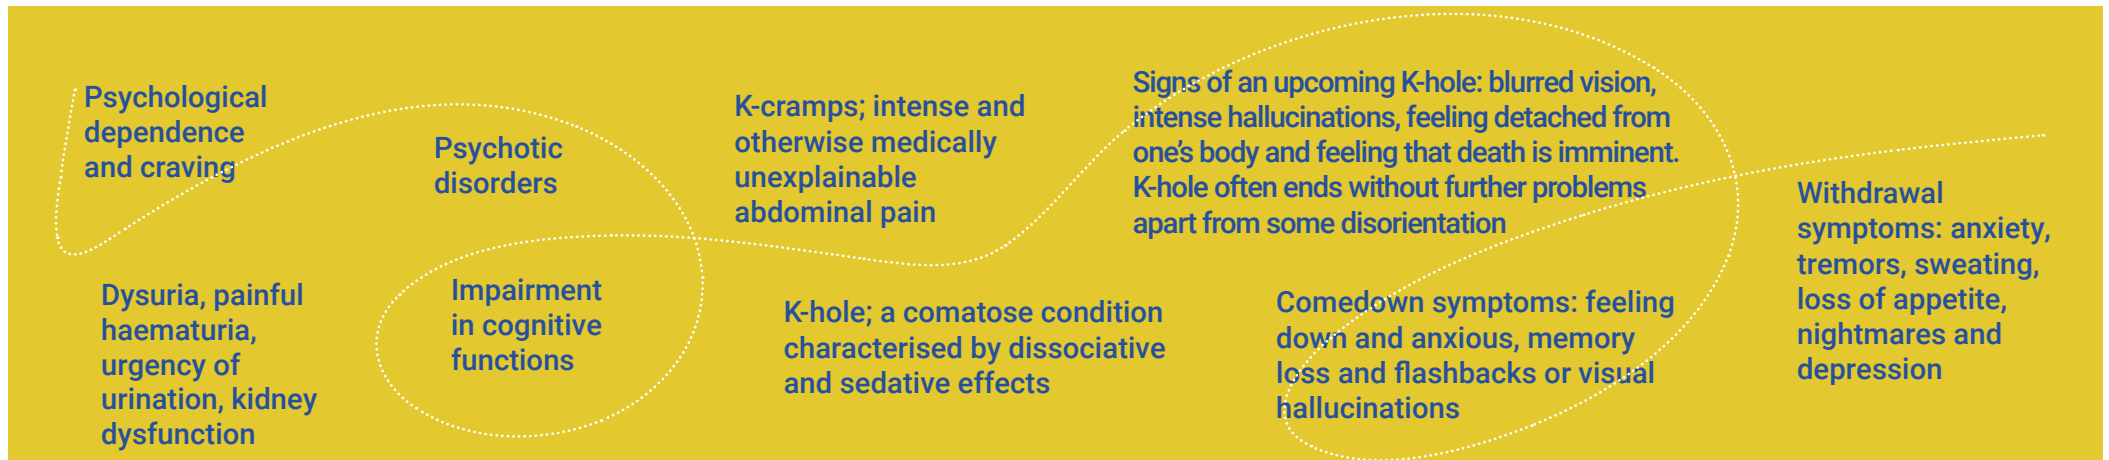 Psychological
dependence
and craving
Dysuria, painful
haematuria,
urgency of
urination, kidney
dysfunction
Psychotic
disorders
Impairment
in cognitive
functions
K-cramps; intense and
otherwise medically
unexplainable
abdominal pain
K-hole; a comatose condition
characterised by dissociative
and sedative effects
Signs of an upcoming K-hole: blurred vision,
intense hallucinations, feeling detached from
one's body and feeling that death is imminent.
K-hole often ends without further problems
apart from some disorientation
Comedown symptoms: feeling
down and anxious, memory
loss and flashbacks or visual
hallucinations
Withdrawal
symptoms: anxiety,
tremors, sweating,
loss of appetite,
nightmares and
depression